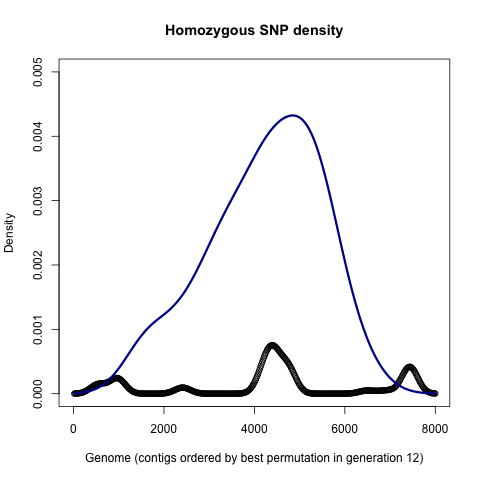 Homozygous SNP density
Density
0.005
0.004
0.003
0.002
0.001
0.000
0 2000 4000 6000 8000
Genome (contigs ordered by best permutation in generation 12)